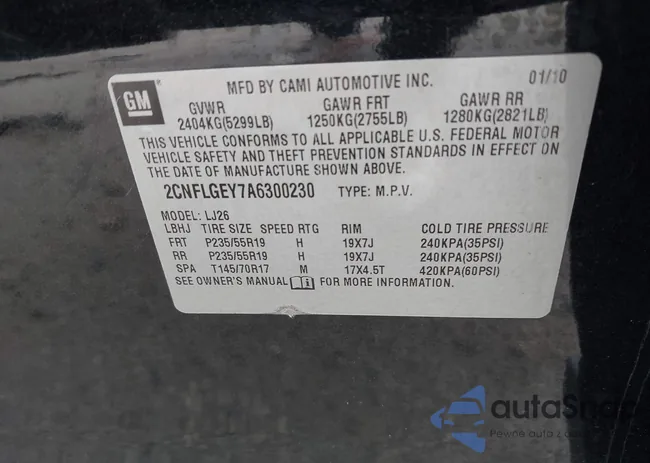 GM
MFD BY CAMI AUTOMOTIVE INC. 01/10
GVWR GAWR FRT GAWR RR
2404KG(5299LB) 1250KG(2755LB) 1280KG(2821LB)
THIS VEHICLE CONFORMS TO ALL APPLICABLE U.S. FEDERAL MOTOR
VEHICLE SAFETY AND THEFT PREVENTION STANDARDS IN EFFECT ON
THE DATE OF MANUFACTURE SHOWN ABOVE.
2CNFLGEY7A6300230 TYPE: M.P.V.
MODEL: LJ26
LBHJ TIRE SIZE SPEED RTG RIM COLD TIRE PRESSURE
FRT P235/55R19 H 19X7J 240KPA(35PSI)
RR P235/55R19 H 19X7J 240KPA(35PSI)
SPA T145/70R17 M 17X4.5T 420KPA(60PSI)
SEE OWNER'S MANUAL FOR MORE INFORMATION.
autaSnap
Pewne auto z